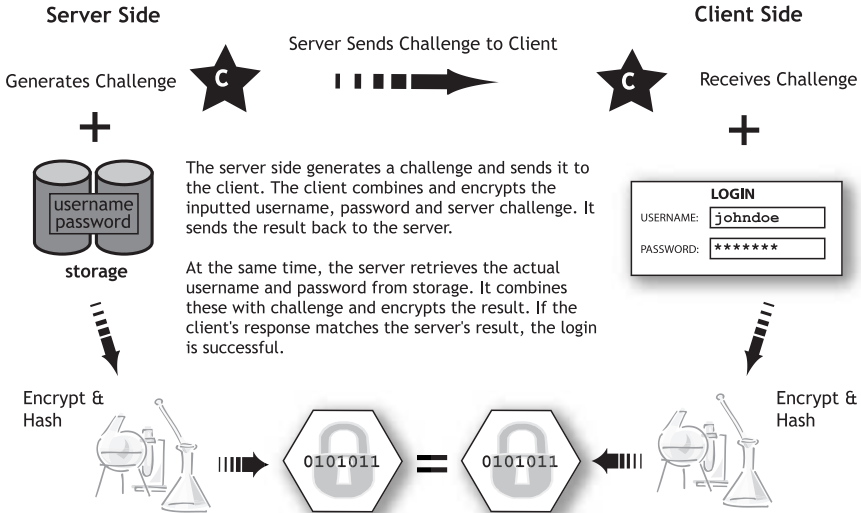 Server Side
Client Side
Server Sends Challenge to Client
Generates Challenge
C
C
Receives Challenge
The server side generates a challenge and sends it to
the client. The client combines and encrypts the
inputted username, password and server challenge. It
sends the result back to the server.
username
password
storage
LOGIN
USERNAME: johndoe
PASSWORD: *******
At the same time, the server retrieves the actual
username and password from storage. It combines
these with challenge and encrypts the result. If the
client's response matches the server's result, the login
is successful.
Encrypt &
Hash
Encrypt &
Hash
0101011
=
0101011